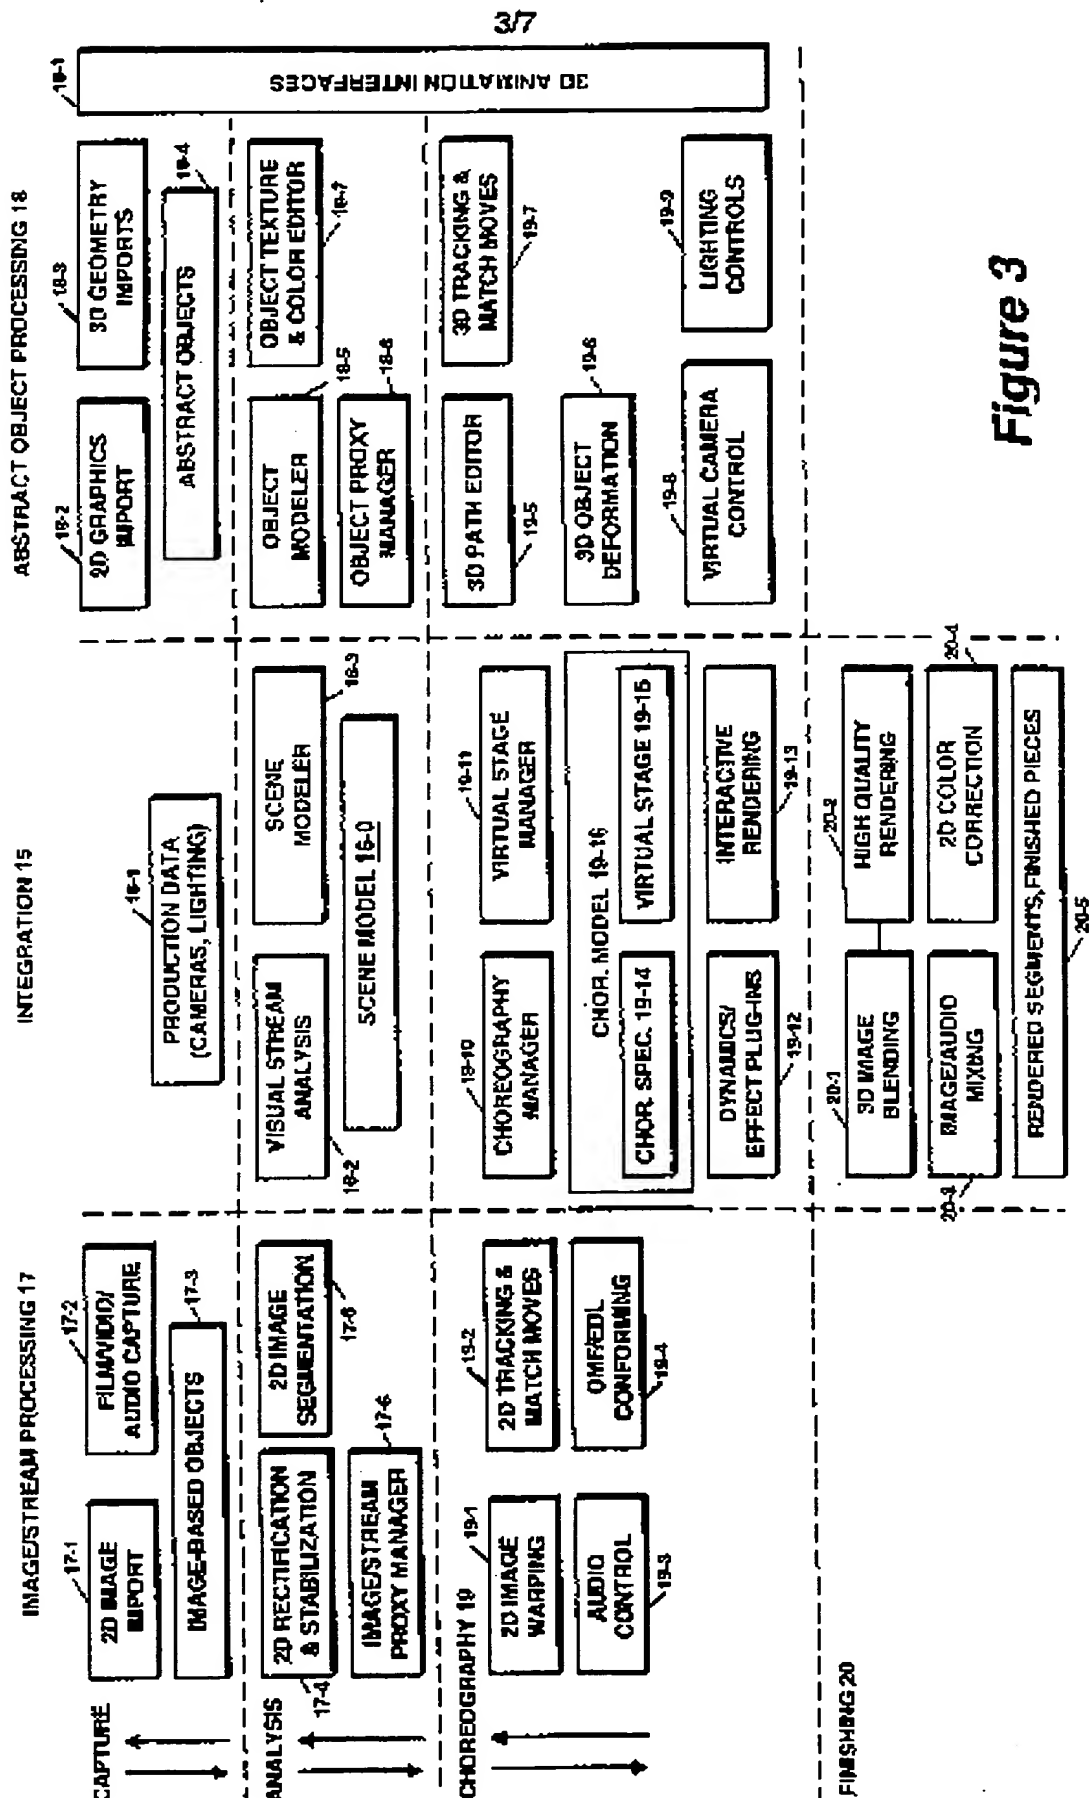 3/7
IMAGE/STREAM PROCESSING 17
INTEGRATION 15
ABSTRACT OBJECT PROCESSING 18
CAPTURE
17-1
2D IMAGE
IMPORT
17-2
FILM/VIDIO/
AUDIO CAPTURE
IMAGE-BASED OBJECTS
17-3
16-1
PRODUCTION DATA
(CAMERAS, LIGHTING)
18-2
2D GRAPHICS
IMPORT
18-3
3D GEOMETRY
IMPORTS
ABSTRACT OBJECTS
18-4
18-1
3D ANIMATION INTERFACES
ANALYSIS
2D RECTIFICATION
& STABILIZATION
17-4
2D IMAGE
SEGMENTATION
17-5
IMAGE/STREAM
PROXY MANAGER
17-6
VISUAL STREAM
ANALYSIS
16-2
SCENE
MODELER
16-3
SCENE MODEL 16-0
OBJECT
MODELER
18-5
OBJECT TEXTURE
& COLOR EDITOR
18-7
OBJECT PROXY
MANAGER
18-6
CHOREOGRAPHY 19
19-1
2D IMAGE
WARPING
19-2
2D TRACKING &
MATCH MOVES
AUDIO
CONTROL
19-3
OMF/EDL
CONFORMING
19-4
19-10
CHOREOGRAPHY
MANAGER
19-11
VIRTUAL STAGE
MANAGER
CHOR. MODEL 19-16
CHOR. SPEC. 19-14
VIRTUAL STAGE 19-15
DYNAMICS/
EFFECT PLUG-INS
19-12
INTERACTIVE
RENDERING
19-13
3D PATH EDITOR
19-5
3D TRACKING &
MATCH MOVES
19-7
3D OBJECT
DEFORMATION
19-6
19-8
VIRTUAL CAMERA
CONTROL
19-9
LIGHTING
CONTROLS
FINISHING 20
20-1
3D IMAGE
BLENDING
20-2
HIGH QUALITY
RENDERING
IMAGE/AUDIO
MIXING
20-3
2D COLOR
CORRECTION
20-4
RENDERED SEGMENTS,FINISHED PIECES
20-5
Figure 3